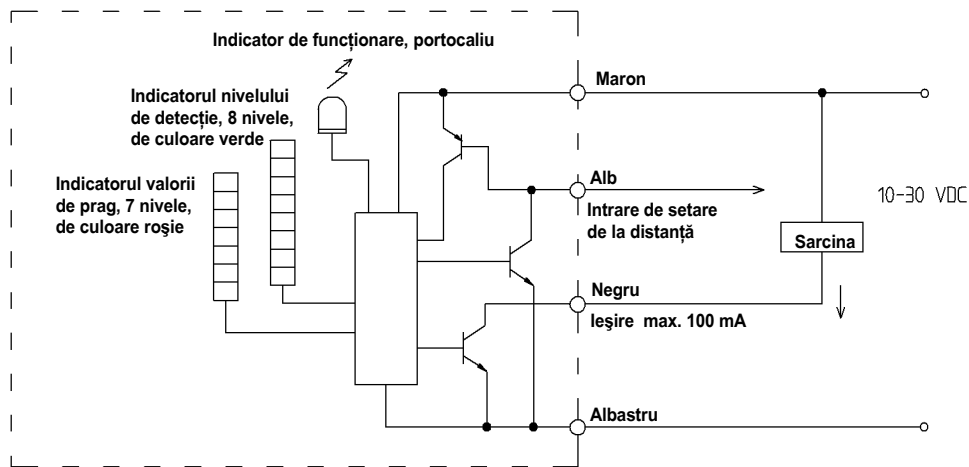 Indicator de funcționare, portocaliu
Indicatorul nivelului
de detecție, 8 nivele,
de culoare verde
Indicatorul valorii
de prag, 7 nivele,
de culoare roşie
Maron
Alb
Intrare de setare
de la distanță
10-30 VDC
Sarcina
Negru
Ieşire max. 100 mA
Albastru